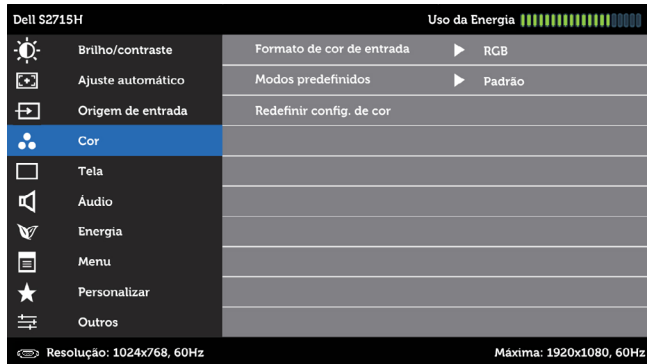 Dell S2715H Uso da Energia
Brilho/contraste Formato de cor de entrada RGB
Ajuste automático Modos predefinidos Padrão
Origem de entrada Redefinir config. de cor
Cor
Tela
Áudio
Energia
Menu
Personalizar
Outros
Resolução: 1024x768, 60Hz Máxima: 1920x1080, 60Hz